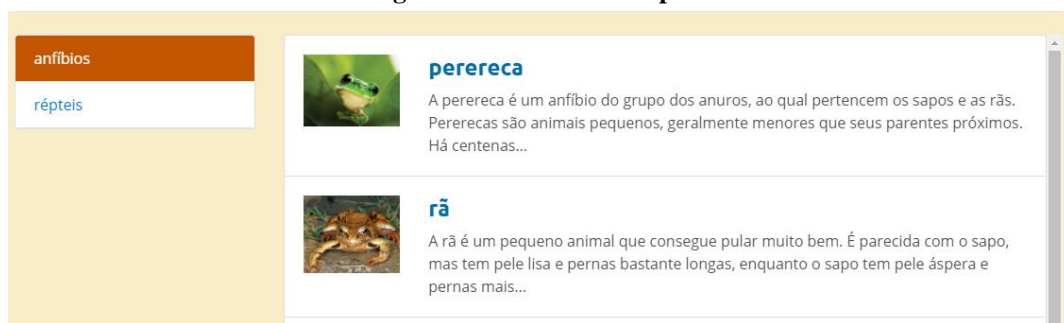 anfíbios
répteis
perereca
A perereca é um anfíbio do grupo dos anuros, ao qual pertencem os sapos e as rãs.
Pererecas são animais pequenos, geralmente menores que seus parentes próximos.
Há centenas...
rã
A rã é um pequeno animal que consegue pular muito bem. É parecida com o sapo,
mas tem pele lisa e pernas bastante longas, enquanto o sapo tem pele áspera e
pernas mais...